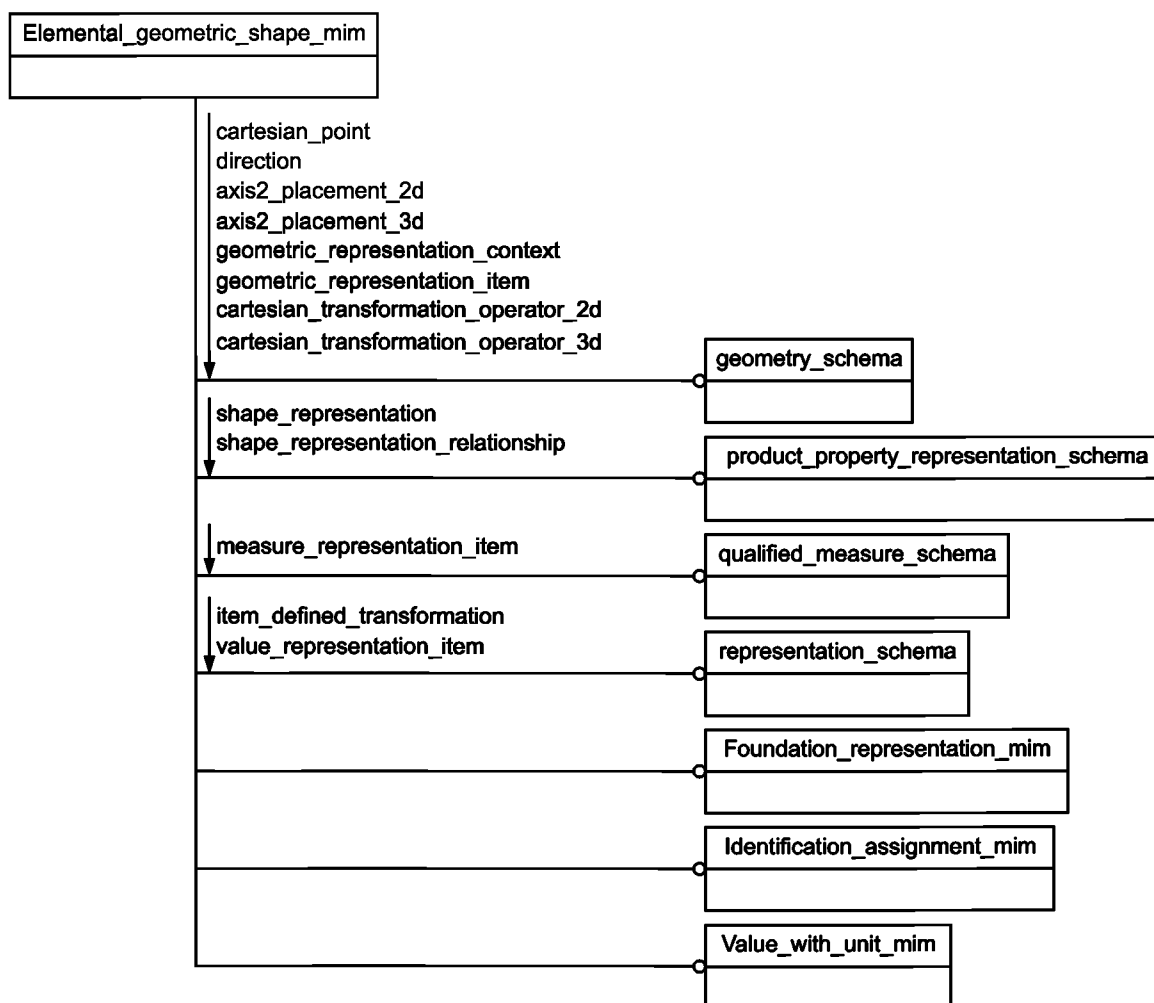 Elemental_geometric_shape_mim
cartesian_point
direction
axis2_placement_2d
axis2_placement_3d
geometric_representation_context
geometric_representation_item
cartesian_transformation_operator_2d
cartesian_transformation_operator_3d
geometry_schema
shape_representation
shape_representation_relationship
product_property_representation_schema
measure_representation_item
qualified_measure_schema
item_defined_transformation
value_representation_item
representation_schema
Foundation_representation_mim
Identification_assignment_mim
Value_with_unit_mim